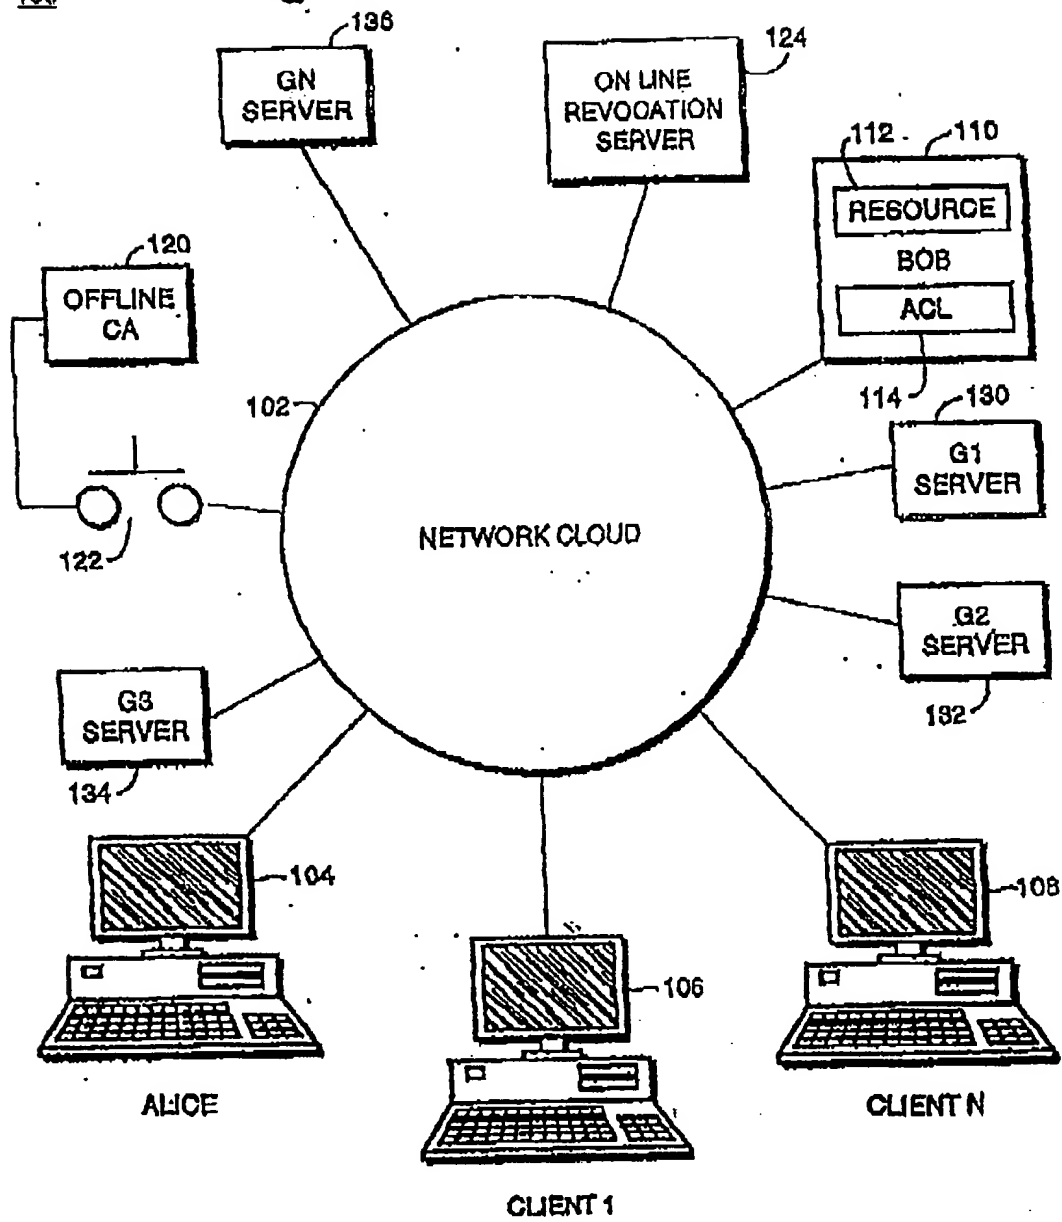 136
GN
SERVER
124
ON LINE
REVOCATION
SERVER
112
110
RESOURCE
BOB
ACL
114
120
OFFLINE
CA
102
130
G1
SERVER
NETWORK CLOUD
122
G2
SERVER
132
G3
SERVER
134
104
108
106
ALICE
CLIENT N
CLIENT 1